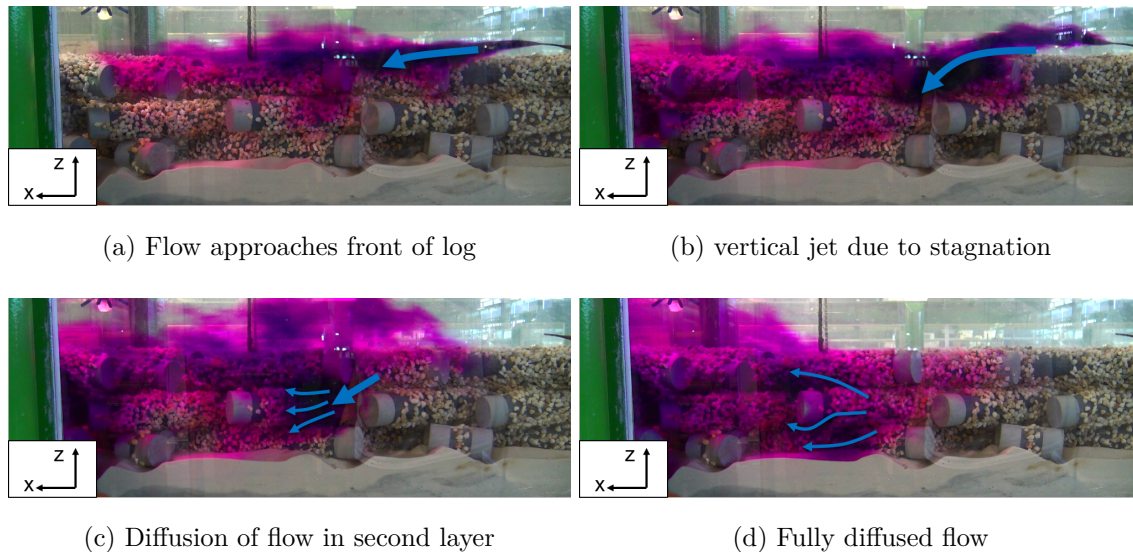 z
x
z
x
(a) Flow approaches front of log
(b) vertical jet due to stagnation
z
x
z
x
(c) Diffusion of flow in second layer
(d) Fully diffused flow